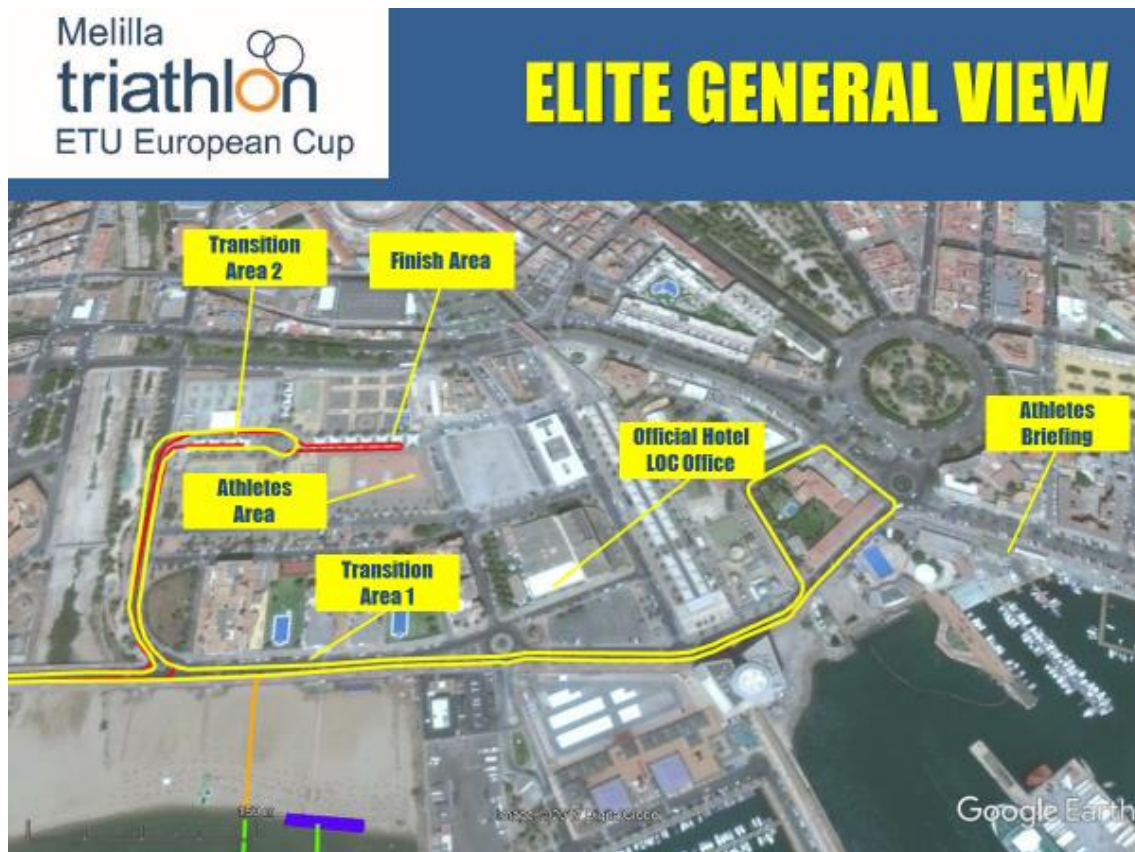 Melilla
triathlon
ETU European Cup
ELITE GENERAL VIEW
Transition
Area 2
Finish Area
Athletes
Briefing
Official Hotel
LOC Office
Athletes
Area
Transition
Area 1
Google Earth